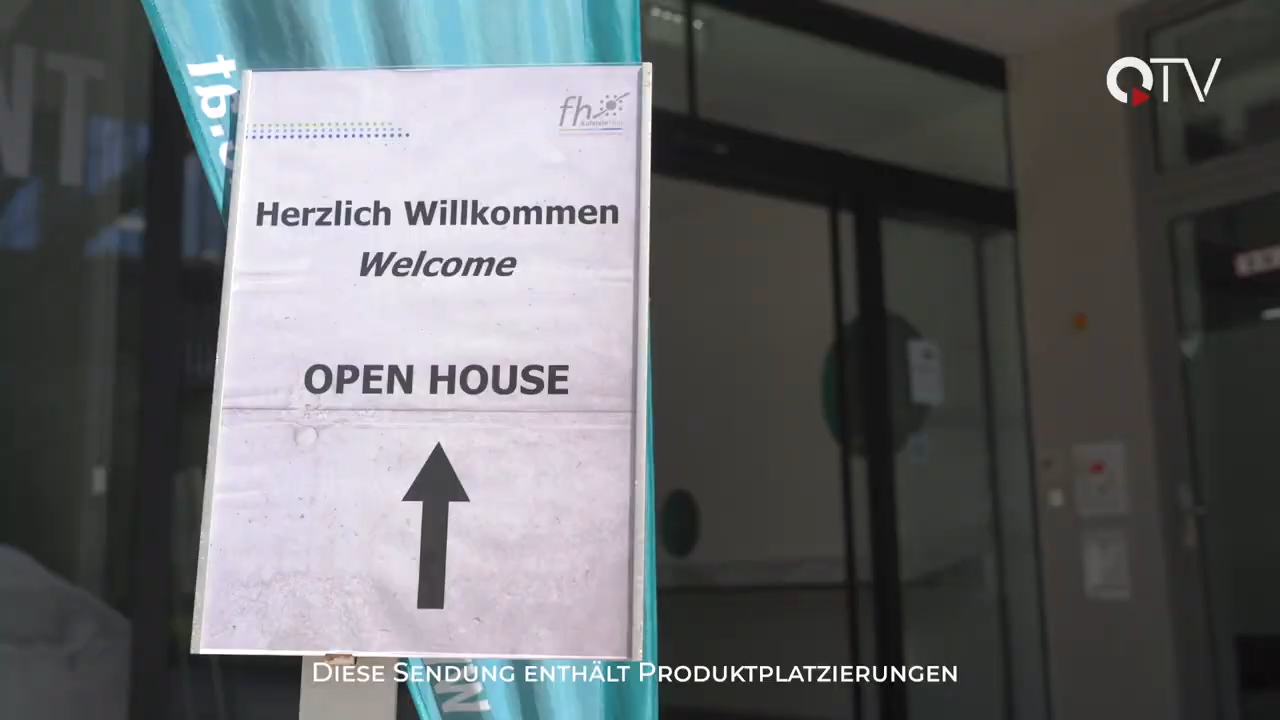 QTV
fh
Herzlich Willkommen
Welcome
OPEN HOUSE
DIESE SENDUNG ENTHÄLT PRODUKTPLATZIERUNGEN